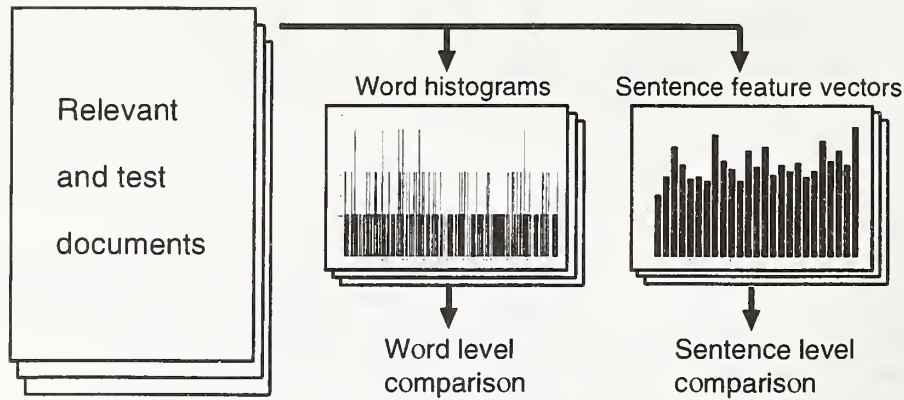 Relevant
and test
documents
Word histograms
Sentence feature vectors
Word level
comparison
Sentence level
comparison